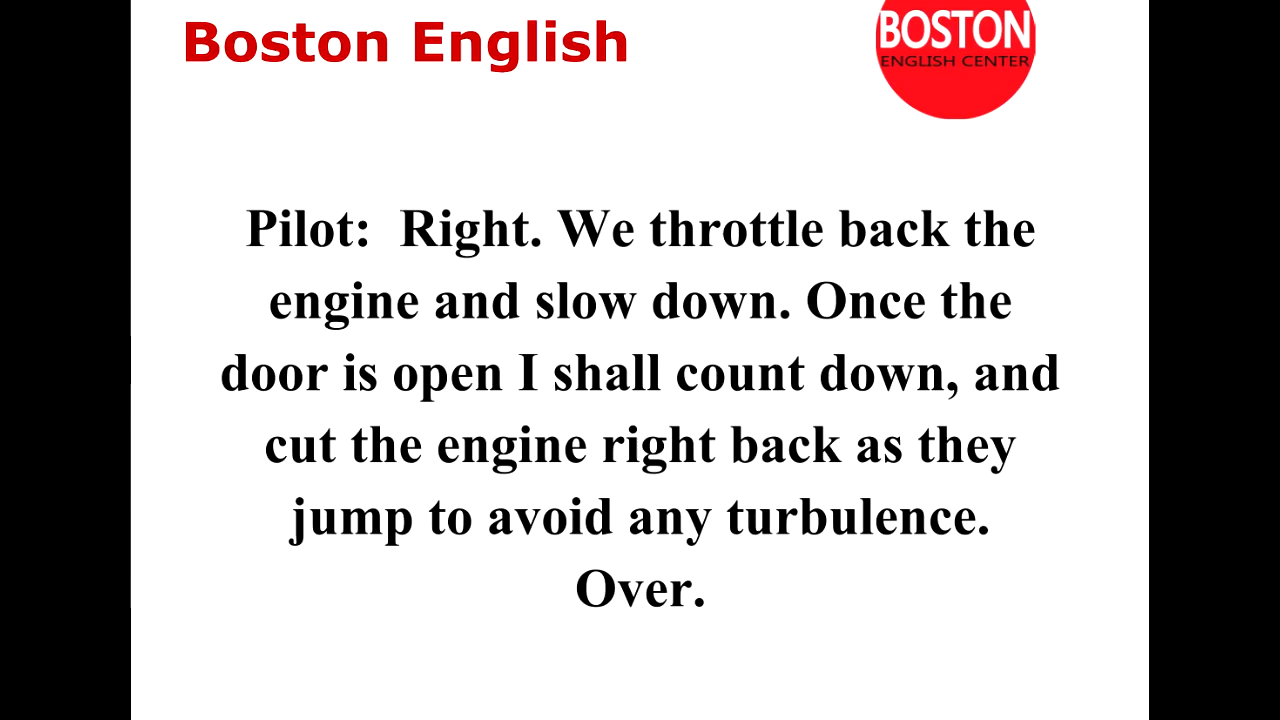 Boston English
BOSTON
ENGLISH CENTER
Pilot:  Right. We throttle back the
engine and slow down. Once the
door is open I shall count down, and
cut the engine right back as they
jump to avoid any turbulence.
Over.